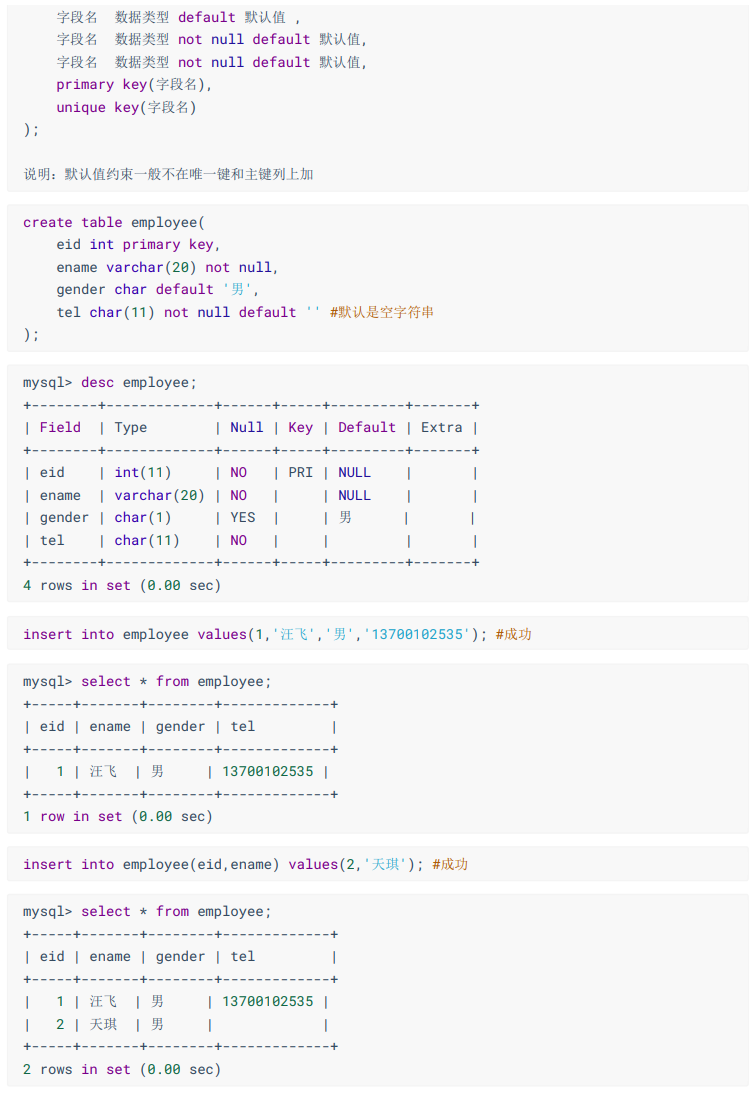 字段名  数据类型 default 默认值 ,
    字段名  数据类型 not null default 默认值,
    字段名  数据类型 not null default 默认值,
    primary key(字段名),
    unique key(字段名)
);
说明：默认值约束一般不在唯一键和主键列上加
create table employee(
    eid int primary key,
    ename varchar(20) not null,
    gender char default '男',
    tel char(11) not null default '' #默认是空字符串
);
mysql> desc employee;
+--------+-------------+------+-----+---------+-------+
| Field  | Type        | Null | Key | Default | Extra |
+--------+-------------+------+-----+---------+-------+
| eid    | int(11)     | NO   | PRI | NULL    |       |
| ename  | varchar(20) | NO   |     | NULL    |       |
| gender | char(1)     | YES  |     | 男      |       |
| tel    | char(11)    | NO   |     |         |       |
+--------+-------------+------+-----+---------+-------+
4 rows in set (0.00 sec)
insert into employee values(1,'汪飞','男','13700102535'); #成功
mysql> select * from employee;
+-----+-------+--------+-------------+
| eid | ename | gender | tel         |
+-----+-------+--------+-------------+
|   1 | 汪飞  | 男     | 13700102535 |
+-----+-------+--------+-------------+
1 row in set (0.00 sec)
insert into employee(eid,ename) values(2,'天琪'); #成功
mysql> select * from employee;
+-----+-------+--------+-------------+
| eid | ename | gender | tel         |
+-----+-------+--------+-------------+
|   1 | 汪飞  | 男     | 13700102535 |
|   2 | 天琪  | 男     |             |
+-----+-------+--------+-------------+
2 rows in set (0.00 sec)